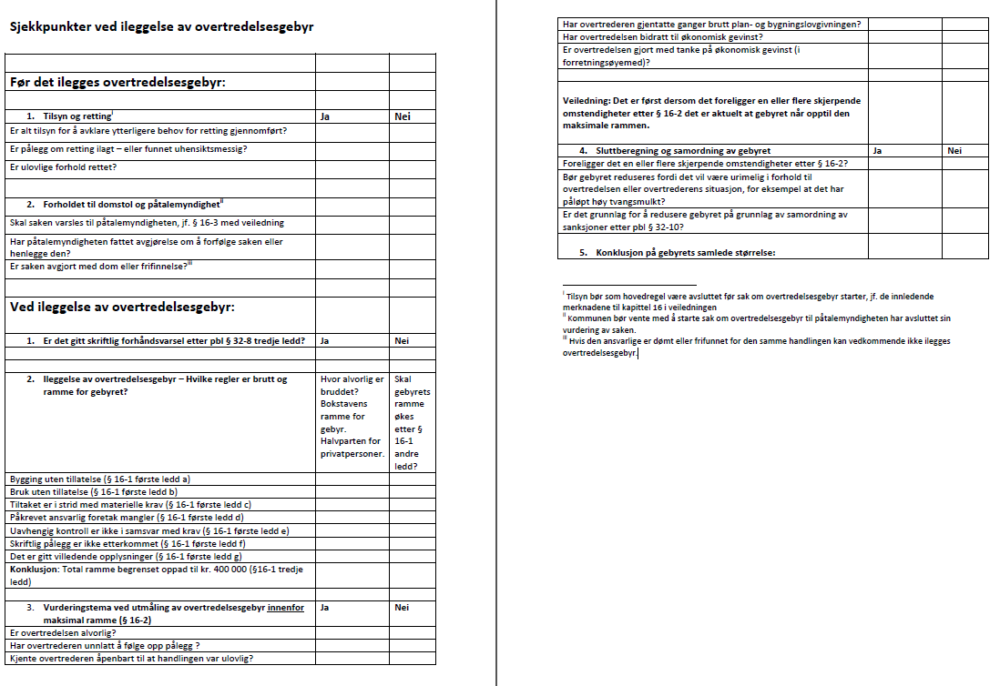 Sjekkpunkter ved ileggelse av overtredelsesgebyr
Før det ilegges overtredelsesgebyr:
1. Tilsyn og retting i
Ja
Nei
Er alt tilsyn for å avklare ytterligere behov for retting gjennomført?
Er pålegg om retting ilagt – eller funnet uhensiktsmessig?
Er ulovlige forhold rettet?
2. Forholdet til domstol og påtalemyndighet ii
Skal saken varsles til påtalemyndigheten, jf. § 16-3 med veiledning
Har påtalemyndigheten fattet avgjørelse om å forfølge saken eller
henlegge den?
Er saken avgjort med dom eller frifinnelse? iii
Ved ileggelse av overtredelsesgebyr:
1. Er det gitt skriftlig forhåndsvarsel etter pbl § 32-8 tredje ledd?
Ja
Nei
2. Ileggelse av overtredelsesgebyr – Hvilke regler er brutt og
ramme for gebyret?
Hvor alvorlig er
bruddet?
Bokstavens
ramme for
gebyr.
Halvparten for
privatpersoner.
Skal
gebyrets
ramme
økes
etter §
16-1
andre
ledd?
Bygging uten tillatelse (§ 16-1 første ledd a)
Bruk uten tillatelse (§ 16-1 første ledd b)
Tiltaket er i strid med materielle krav (§ 16-1 første ledd c)
Påkrevet ansvarlig foretak mangler (§ 16-1 første ledd d)
Uavhengig kontroll er ikke i samsvar med krav (§ 16-1 første ledd e)
Skriftlig pålegg er ikke etterkommet (§ 16-1 første ledd f)
Det er gitt villedende opplysninger (§ 16-1 første ledd g)
Konklusjon: Total ramme begrenset oppad til kr. 400 000 (§16-1 tredje
ledd)
3. Vurderingstema ved utmåling av overtredelsesgebyr innenfor
maksimal ramme (§ 16-2)
Ja
Nei
Er overtredelsen alvorlig?
Har overtrederen unnlatt å følge opp pålegg ?
Kjente overtrederen åpenbart til at handlingen var ulovlig?
Har overtrederen gjentatte ganger brutt plan- og bygningslovgivningen?
Har overtredelsen bidratt til økonomisk gevinst?
Er overtredelsen gjort med tanke på økonomisk gevinst (i
forretningsøyemed)?
Veiledning: Det er først dersom det foreligger en eller flere skjerpende
omstendigheter etter § 16-2 det er aktuelt at gebyret når opptil den
maksimale rammen.
4. Sluttberegning og samordning av gebyret
Ja
Nei
Foreligger det en eller flere skjerpende omstendigheter etter § 16-2?
Bør gebyret reduseres fordi det vil være urimelig i forhold til
overtredelsen eller overtrederens situasjon, for eksempel at det har
påløpt høy tvangsmulkt?
Er det grunnlag for å redusere gebyret på grunnlag av samordning av
sanksjoner etter pbl § 32-10?
5. Konklusjon på gebyrets samlede størrelse:
i Tilsyn bør som hovedregel være avsluttet før sak om overtredelsesgebyr starter, jf. de innledende
merknadene til kapittel 16 i veiledningen
ii Kommunen bør vente med å starte sak om overtredelsesgebyr til påtalemyndigheten har avsluttet sin
vurdering av saken.
iii Hvis den ansvarlige er dømt eller frifunnet for den samme handlingen kan vedkommende ikke ilegges
overtredelsesgebyr.